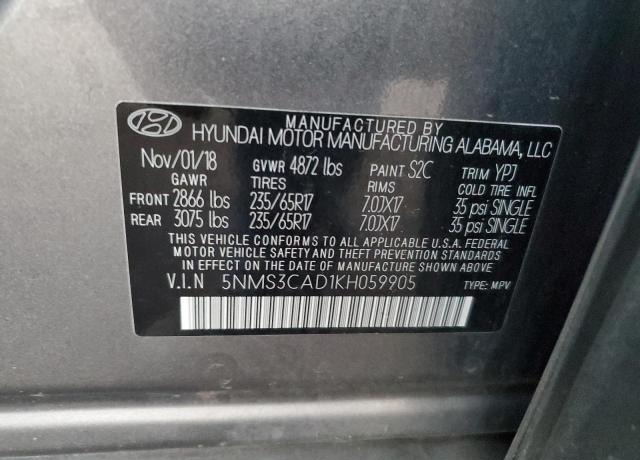 MANUFACTURED BY
HYUNDAI MOTOR MANUFACTURING ALABAMA, LLC
Nov/01/18 GVWR 4872 lbs PAINT S2C TRIM YPJ
GAWR TIRES RIMS COLD TIRE INFL
FRONT 2866 lbs 235/65R17 7.0JX17 35 psi SINGLE
REAR 3075 lbs 235/65R17 7.0JX17 35 psi SINGLE
THIS VEHICLE CONFORMS TO ALL APPLICABLE U.S.A. FEDERAL
MOTOR VEHICLE SAFETY AND THEFT PREVENTION STANDARDS
IN EFFECT ON THE DATE OF MANUFACTURE SHOWN ABOVE.
V.I.N 5NMS3CAD1KH059905 TYPE: MPV